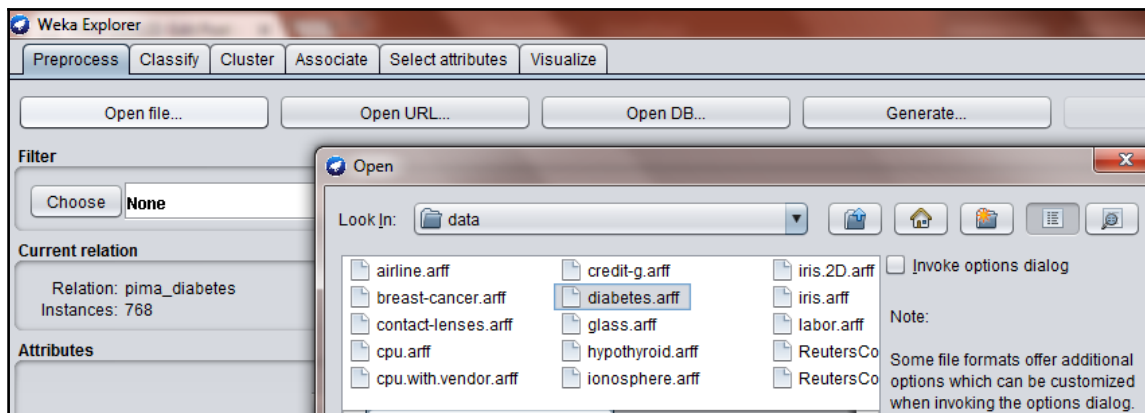 Weka Explorer
Preprocess Classify Cluster Associate Select attributes Visualize
Open file... Open URL... Open DB... Generate...
Filter
Choose None
Current relation
Relation: pima_diabetes
Instances: 768
Attributes
Open
Look In: data
airline.arff credit-g.arff iris.2D.arff
breast-cancer.arff diabetes.arff iris.arff
contact-lenses.arff glass.arff labor.arff
cpu.arff hypothyroid.arff ReutersCo
cpu.with.vendor.arff ionosphere.arff ReutersCo
Invoke options dialog
Note:
Some file formats offer additional
options which can be customized
when invoking the options dialog.